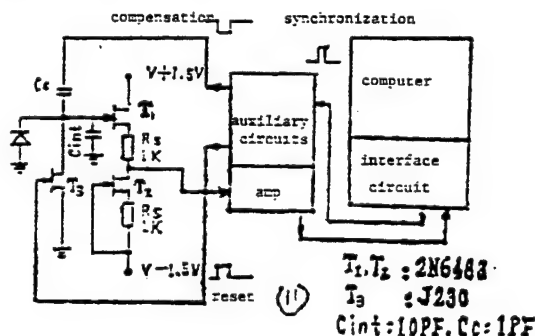 compensation
synchronization
V+1.5V
Cc
T1
computer
auxiliary
circuits
Cint
Rs
1K
T2
T3
interface
circuit
amp
Rs
1K
V-1.5V
reset
(11)
T1,T2 : 2N6483
T3 : J230
Cint:10PF, Cc:1PF